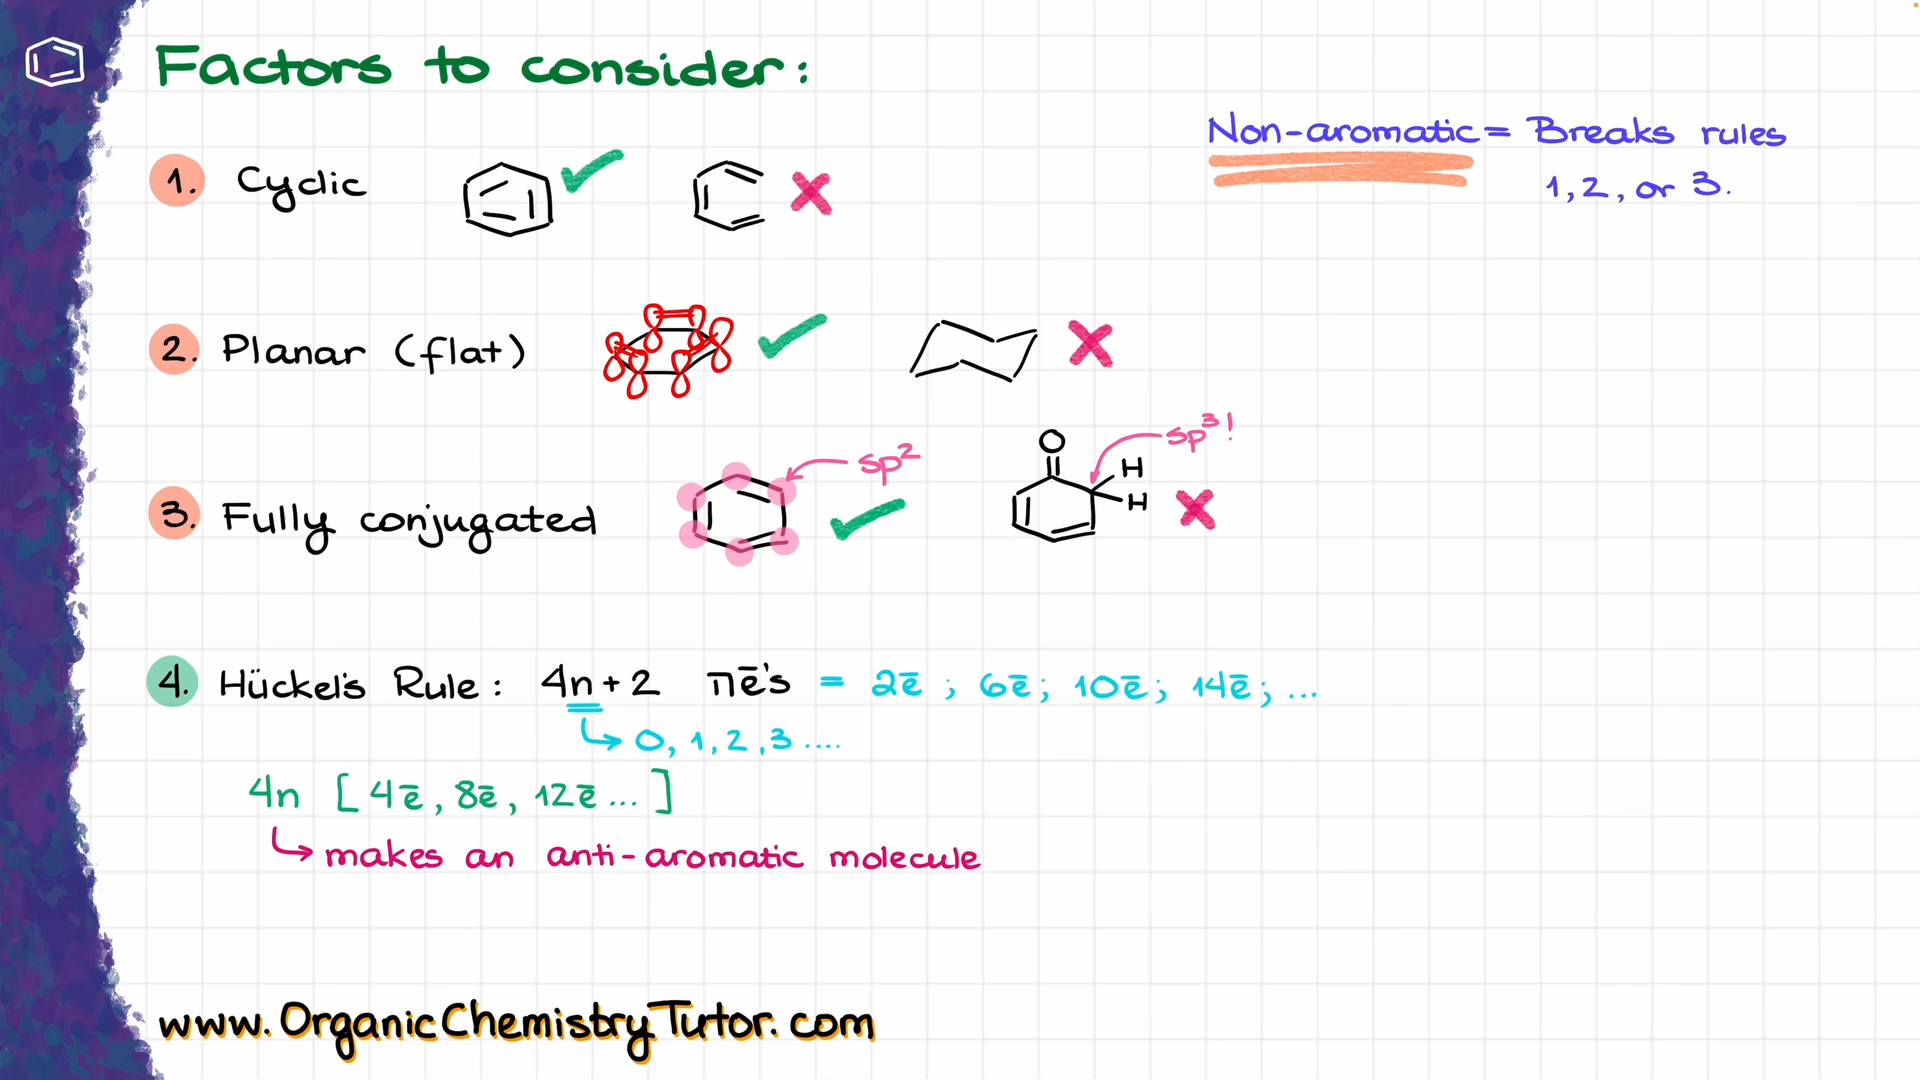 Factors to consider:
Non-aromatic = Breaks rules
1, 2, or 3.
1. Cyclic
2. Planar (flat)
sp²
sp³!
O
H
H
3. Fully conjugated
4. Hückel's Rule: 4n+2 πē's = 2ē; 6ē; 10ē; 14ē; ...
0, 1, 2, 3 ....
4n [4ē, 8ē, 12ē...]
makes an anti-aromatic molecule
www.OrganicChemistryTutor.com